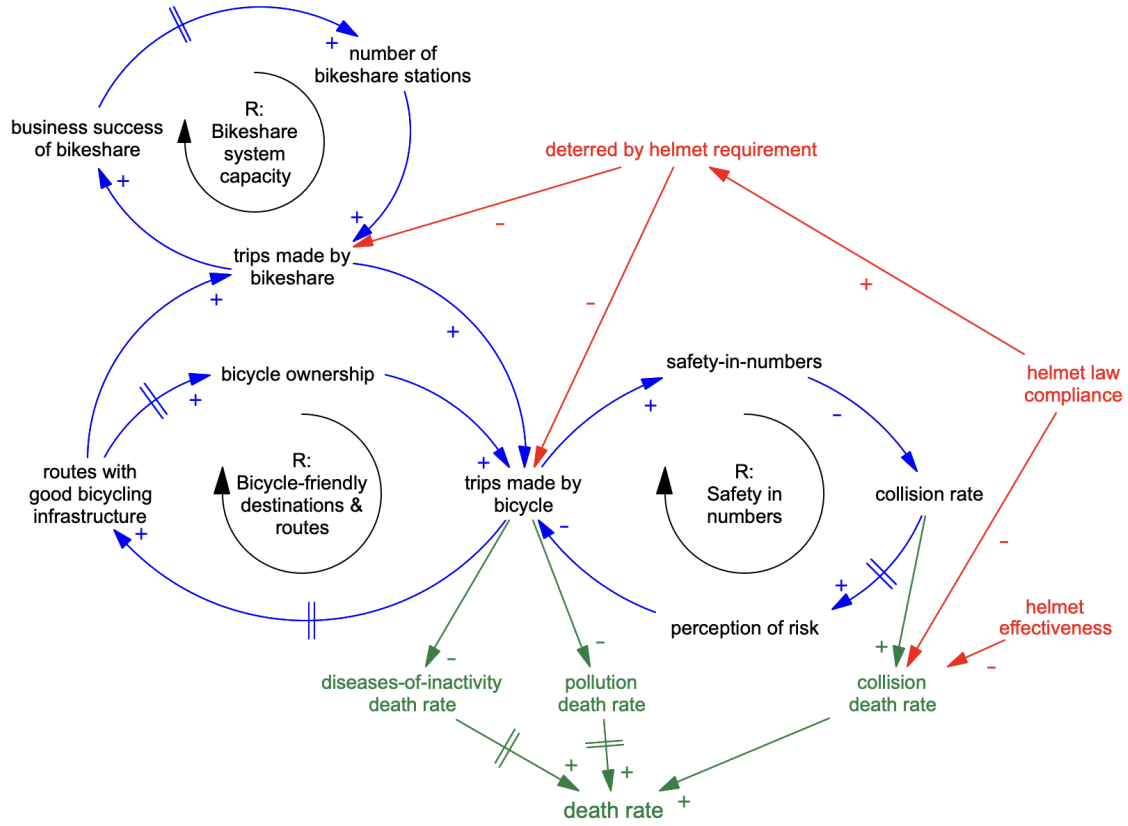 number of
bikeshare stations
+
R:
Bikeshare
system
capacity
business success
of bikeshare
+
deterred by helmet requirement
+
–
trips made by
bikeshare
+
+
–
+
safety-in-numbers
helmet law
compliance
bicycle ownership
+
+
–
R:
Bicycle-friendly
destinations &
routes
+
R:
Safety in
numbers
routes with
good bicycling
infrastructure
trips made by
bicycle
collision rate
+
–
–
+
helmet
effectiveness
perception of risk
–
–
+
–
diseases-of-inactivity
death rate
pollution
death rate
collision
death rate
+
+
+
death rate